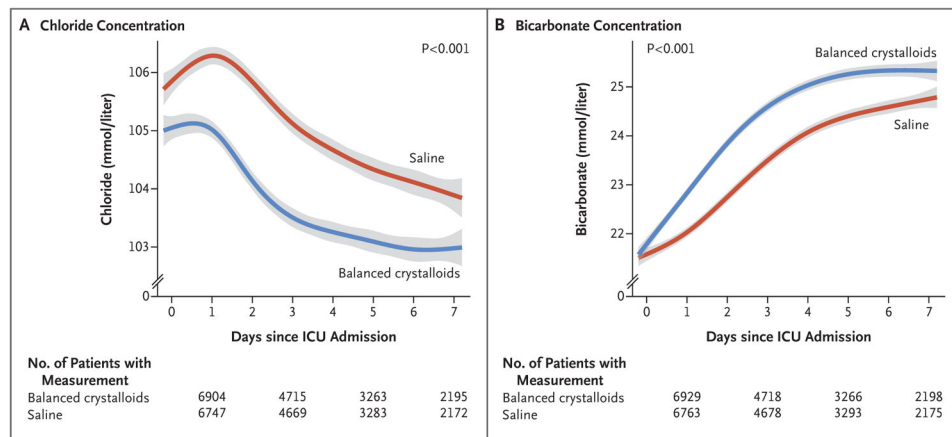 A Chloride Concentration
P<0.001
106
105
104
103
0
Chloride (mmol/liter)
Saline
Balanced crystalloids
0 1 2 3 4 5 6 7
Days since ICU Admission
No. of Patients with
Measurement
Balanced crystalloids 6904 4715 3263 2195
Saline 6747 4669 3283 2172
B Bicarbonate Concentration
P<0.001
25
24
23
22
0
Bicarbonate (mmol/liter)
Balanced crystalloids
Saline
0 1 2 3 4 5 6 7
Days since ICU Admission
No. of Patients with
Measurement
Balanced crystalloids 6929 4718 3266 2198
Saline 6763 4678 3293 2175